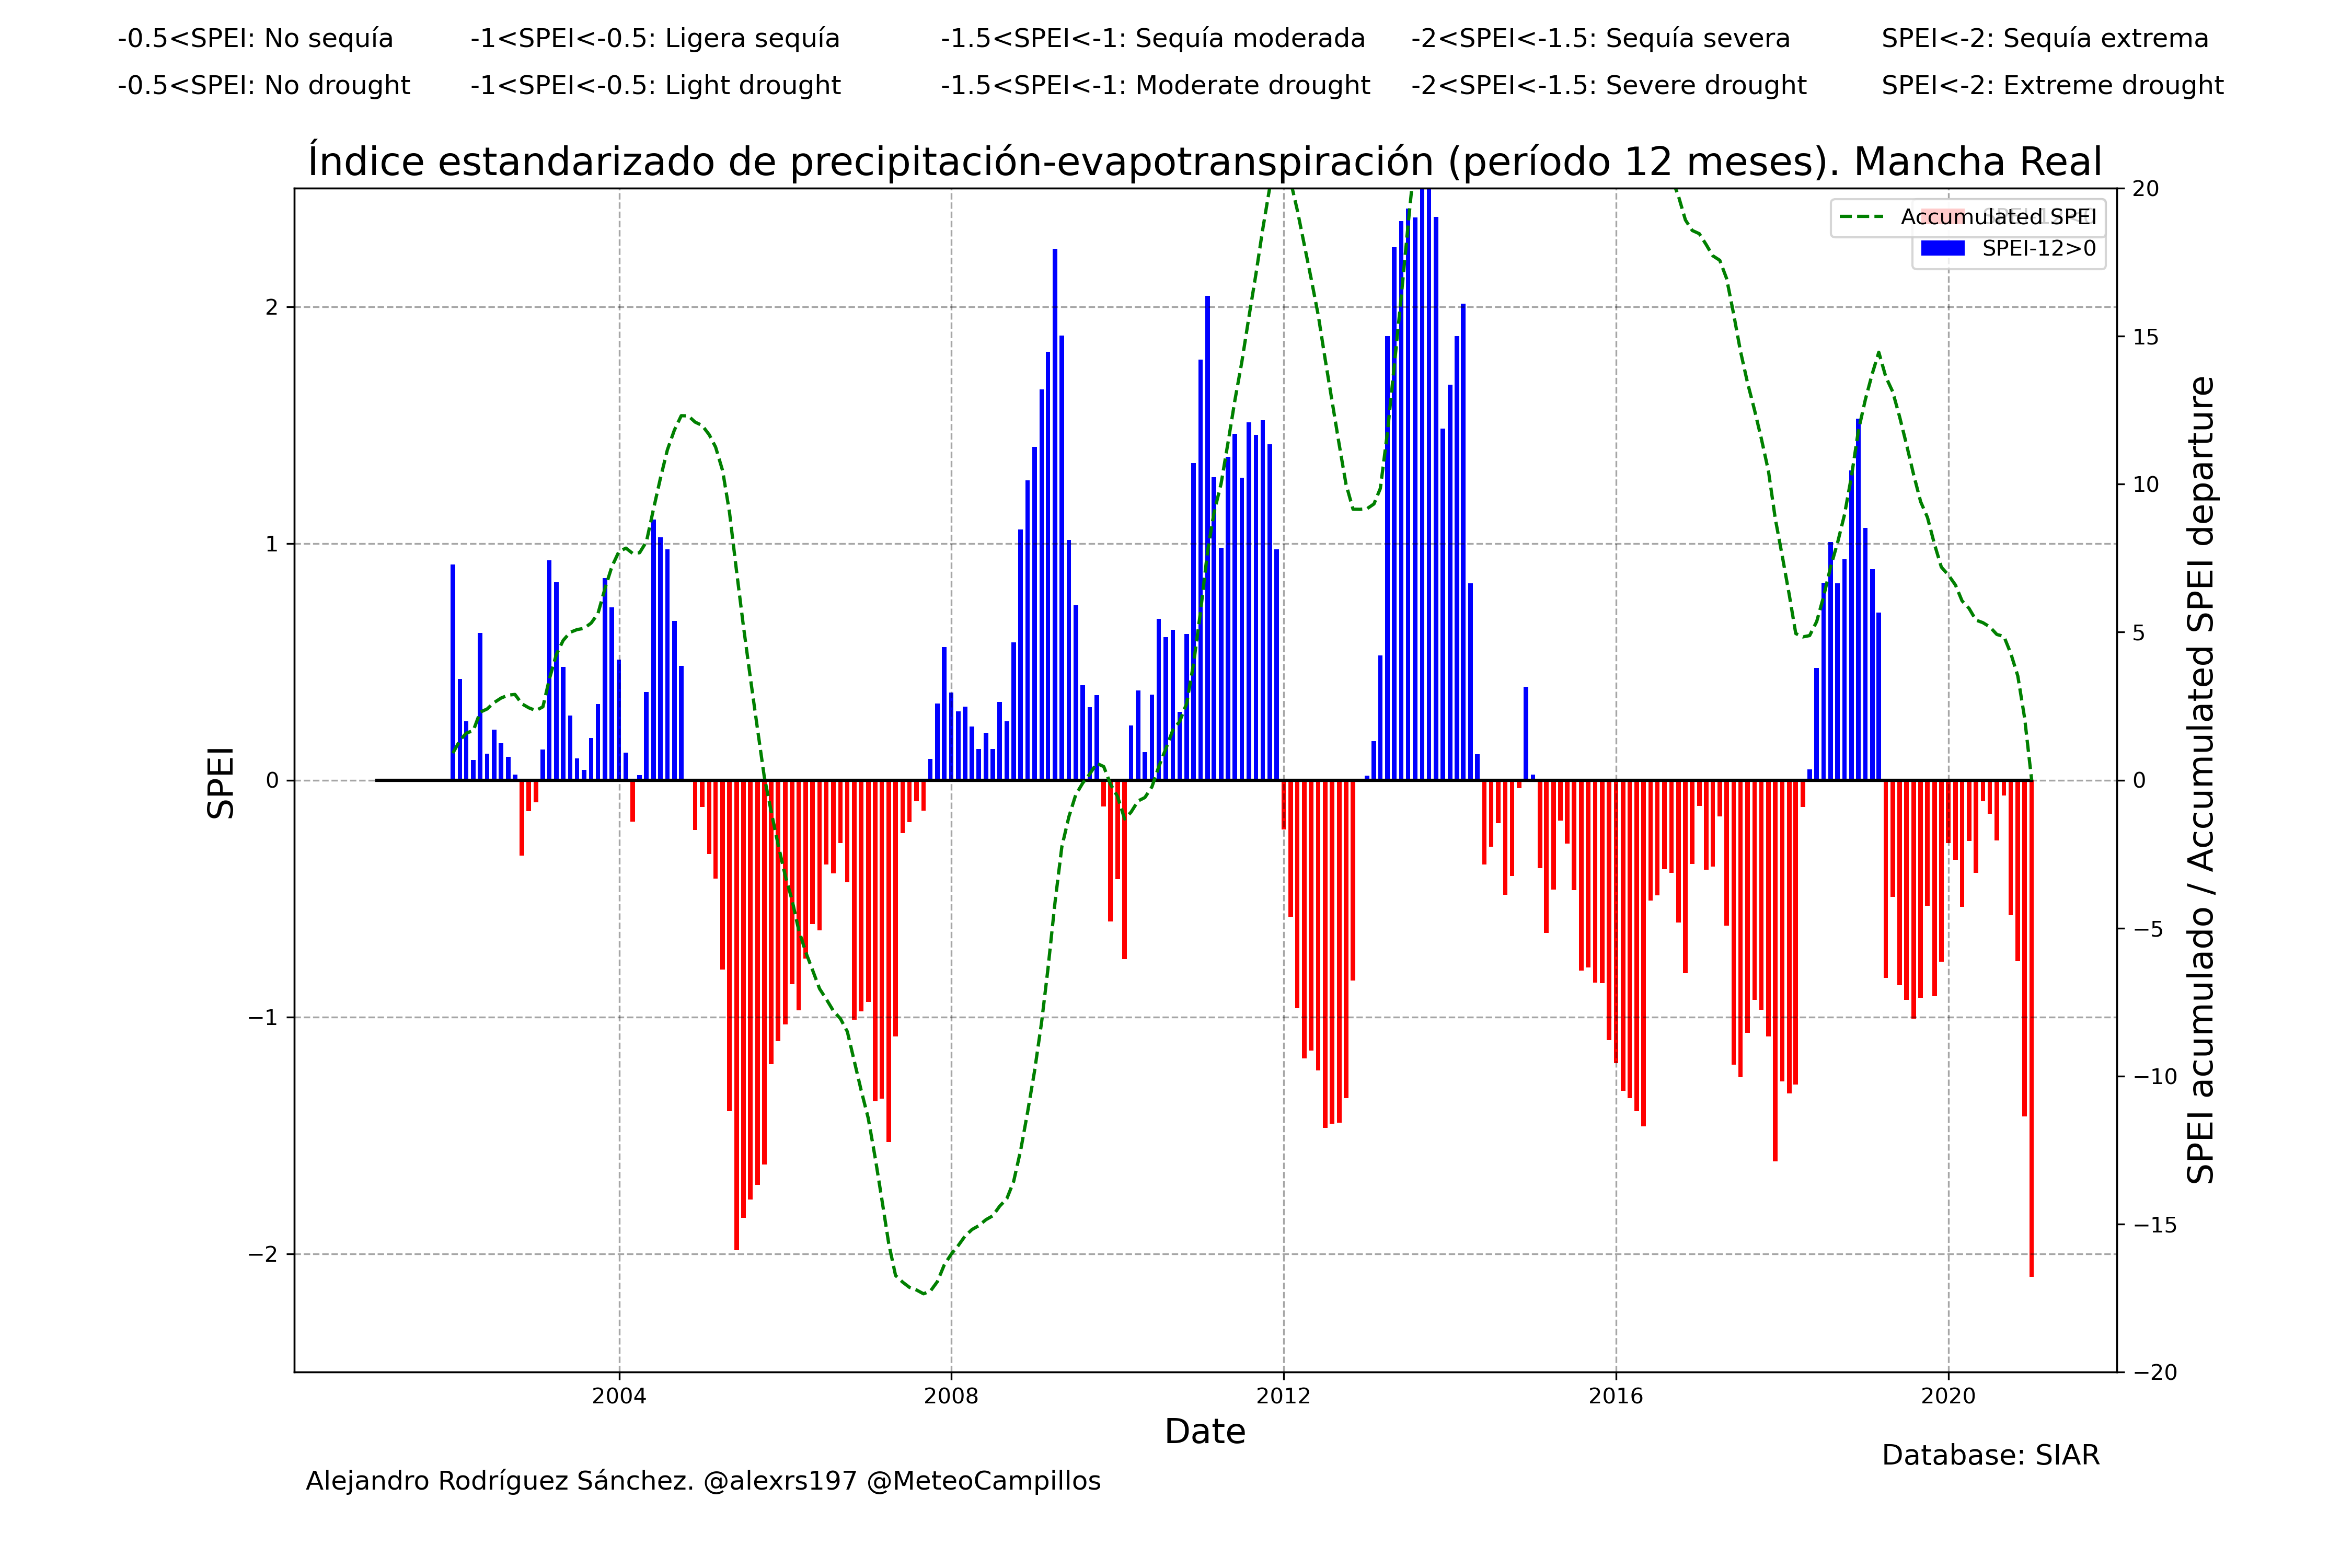 -0.5<SPEI: No sequía -1<SPEI<-0.5: Ligera sequía -1.5<SPEI<-1: Sequía moderada -2<SPEI<-1.5: Sequía severa SPEI<-2: Sequía extrema
-0.5<SPEI: No drought -1<SPEI<-0.5: Light drought -1.5<SPEI<-1: Moderate drought -2<SPEI<-1.5: Severe drought SPEI<-2: Extreme drought
Índice estandarizado de precipitación-evapotranspiración (período 12 meses). Mancha Real
Accumulated SPEI
SPEI-12>0
SPEI
2
1
0
−1
−2
20
15
10
5
0
−5
−10
−15
−20
SPEI acumulado / Accumulated SPEI departure
2004 2008 2012 2016 2020
Date
Database: SIAR
Alejandro Rodríguez Sánchez. @alexrs197 @MeteoCampillos